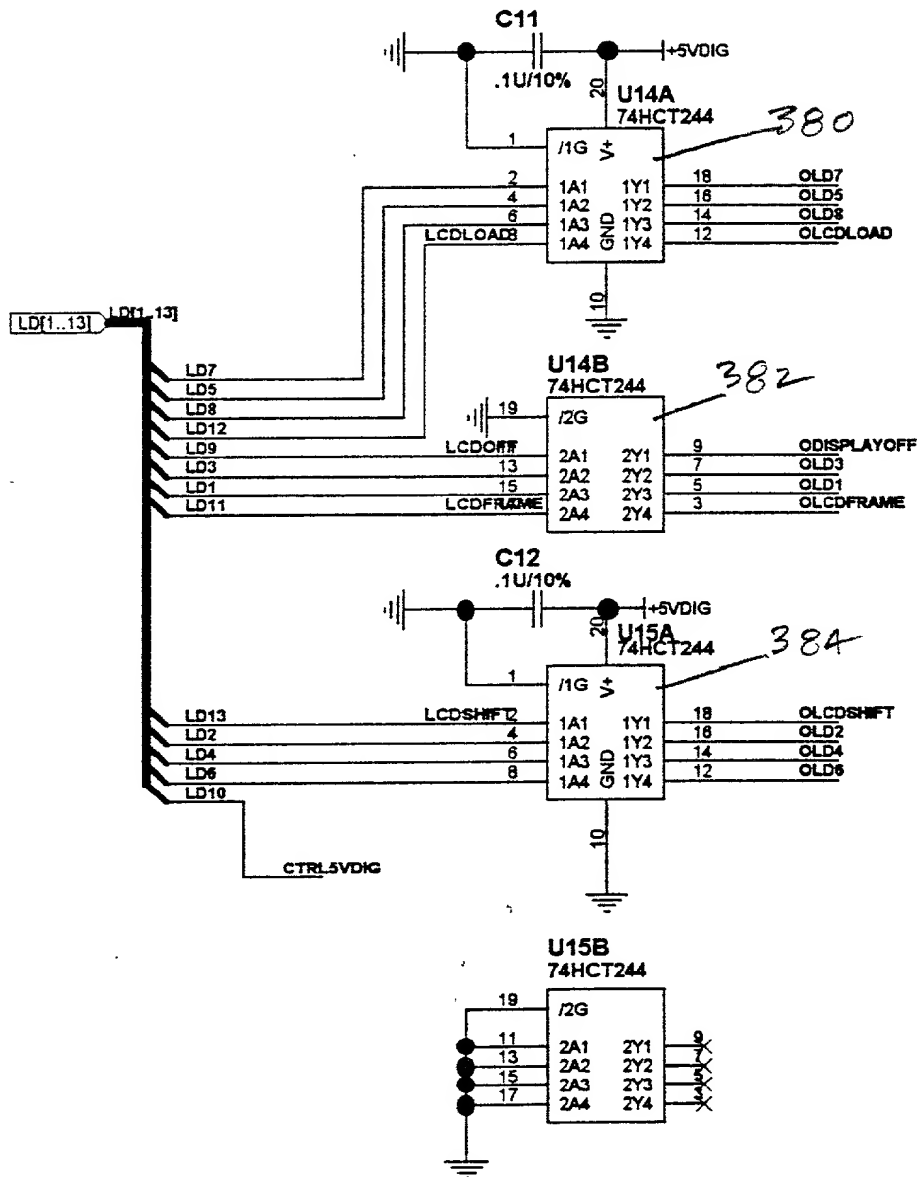 C11
+5VDIG
.1U/10%
20
U14A
74HCT244
380
1
/1G
V+
2
1A1
1Y1
18
OLD7
4
1A2
1Y2
16
OLD5
6
1A3
1Y3
14
OLD8
LCDLOAD
8
1A4
GND
1Y4
12
OLCDLOAD
10
LD[1..13]
LD[1..13]
U14B
74HCT244
382
LD7
LD5
LD8
LD12
LD9
LD3
LD1
LD11
19
/2G
LCDOFF
2A1
2Y1
9
ODISPLAYOFF
13
2A2
2Y2
7
OLD3
15
2A3
2Y3
5
OLD1
LCDFRAME
2A4
2Y4
3
OLCDFRAME
C12
.1U/10%
+5VDIG
20
U15A
74HCT244
384
1
/1G
V+
LD13
LCDSHIFT
2
1A1
1Y1
18
OLCDSHIFT
LD2
4
1A2
1Y2
16
OLD2
LD4
6
1A3
1Y3
14
OLD4
LD6
8
1A4
GND
1Y4
12
OLD6
LD10
10
CTRL5VDIG
U15B
74HCT244
19
/2G
11
2A1
2Y1
9
13
2A2
2Y2
7
15
2A3
2Y3
5
17
2A4
2Y4